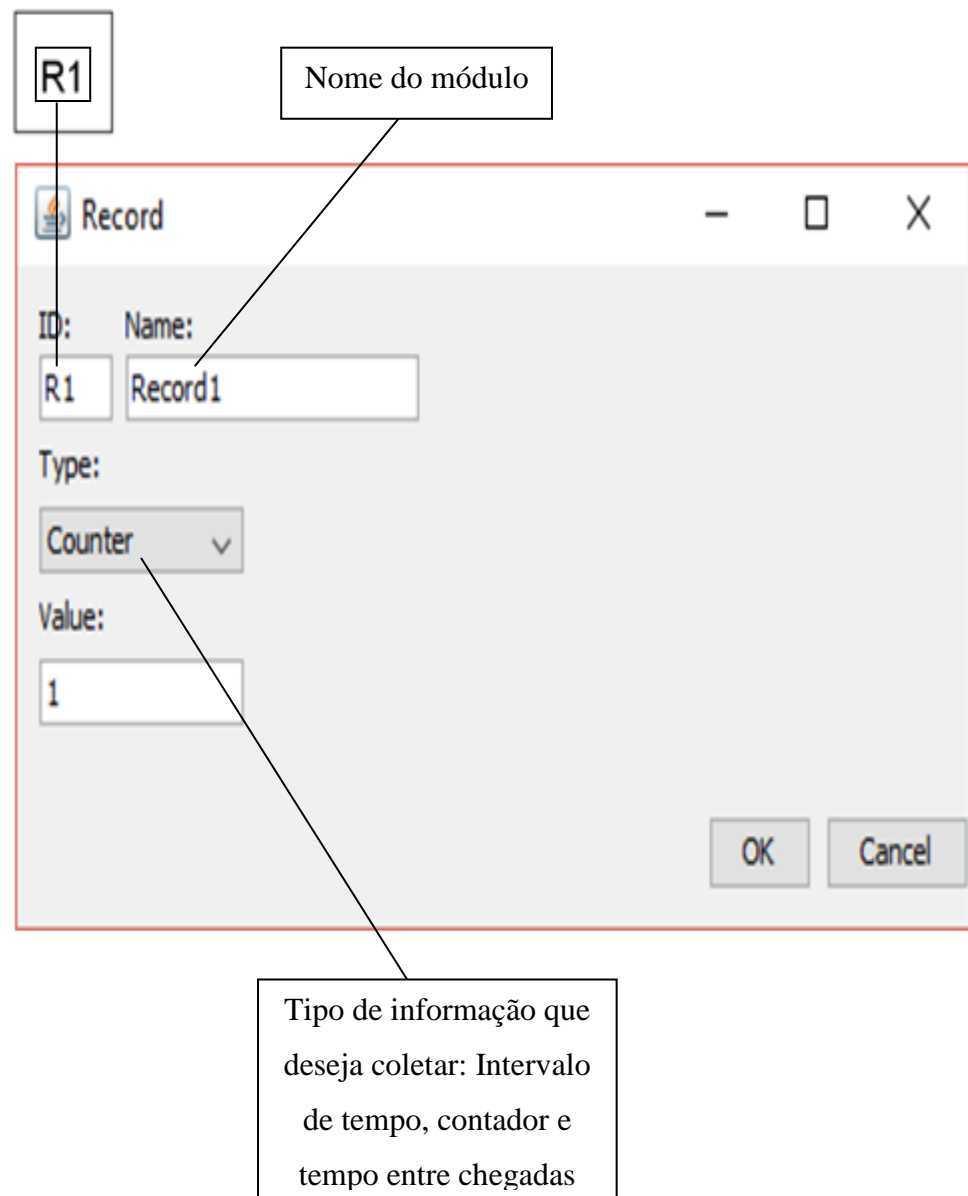 R1
Nome do módulo
Record
ID: Name:
R1 Record1
Type:
Counter
Value:
1
OK Cancel
Tipo de informação que
deseja coletar: Intervalo
de tempo, contador e
tempo entre chegadas